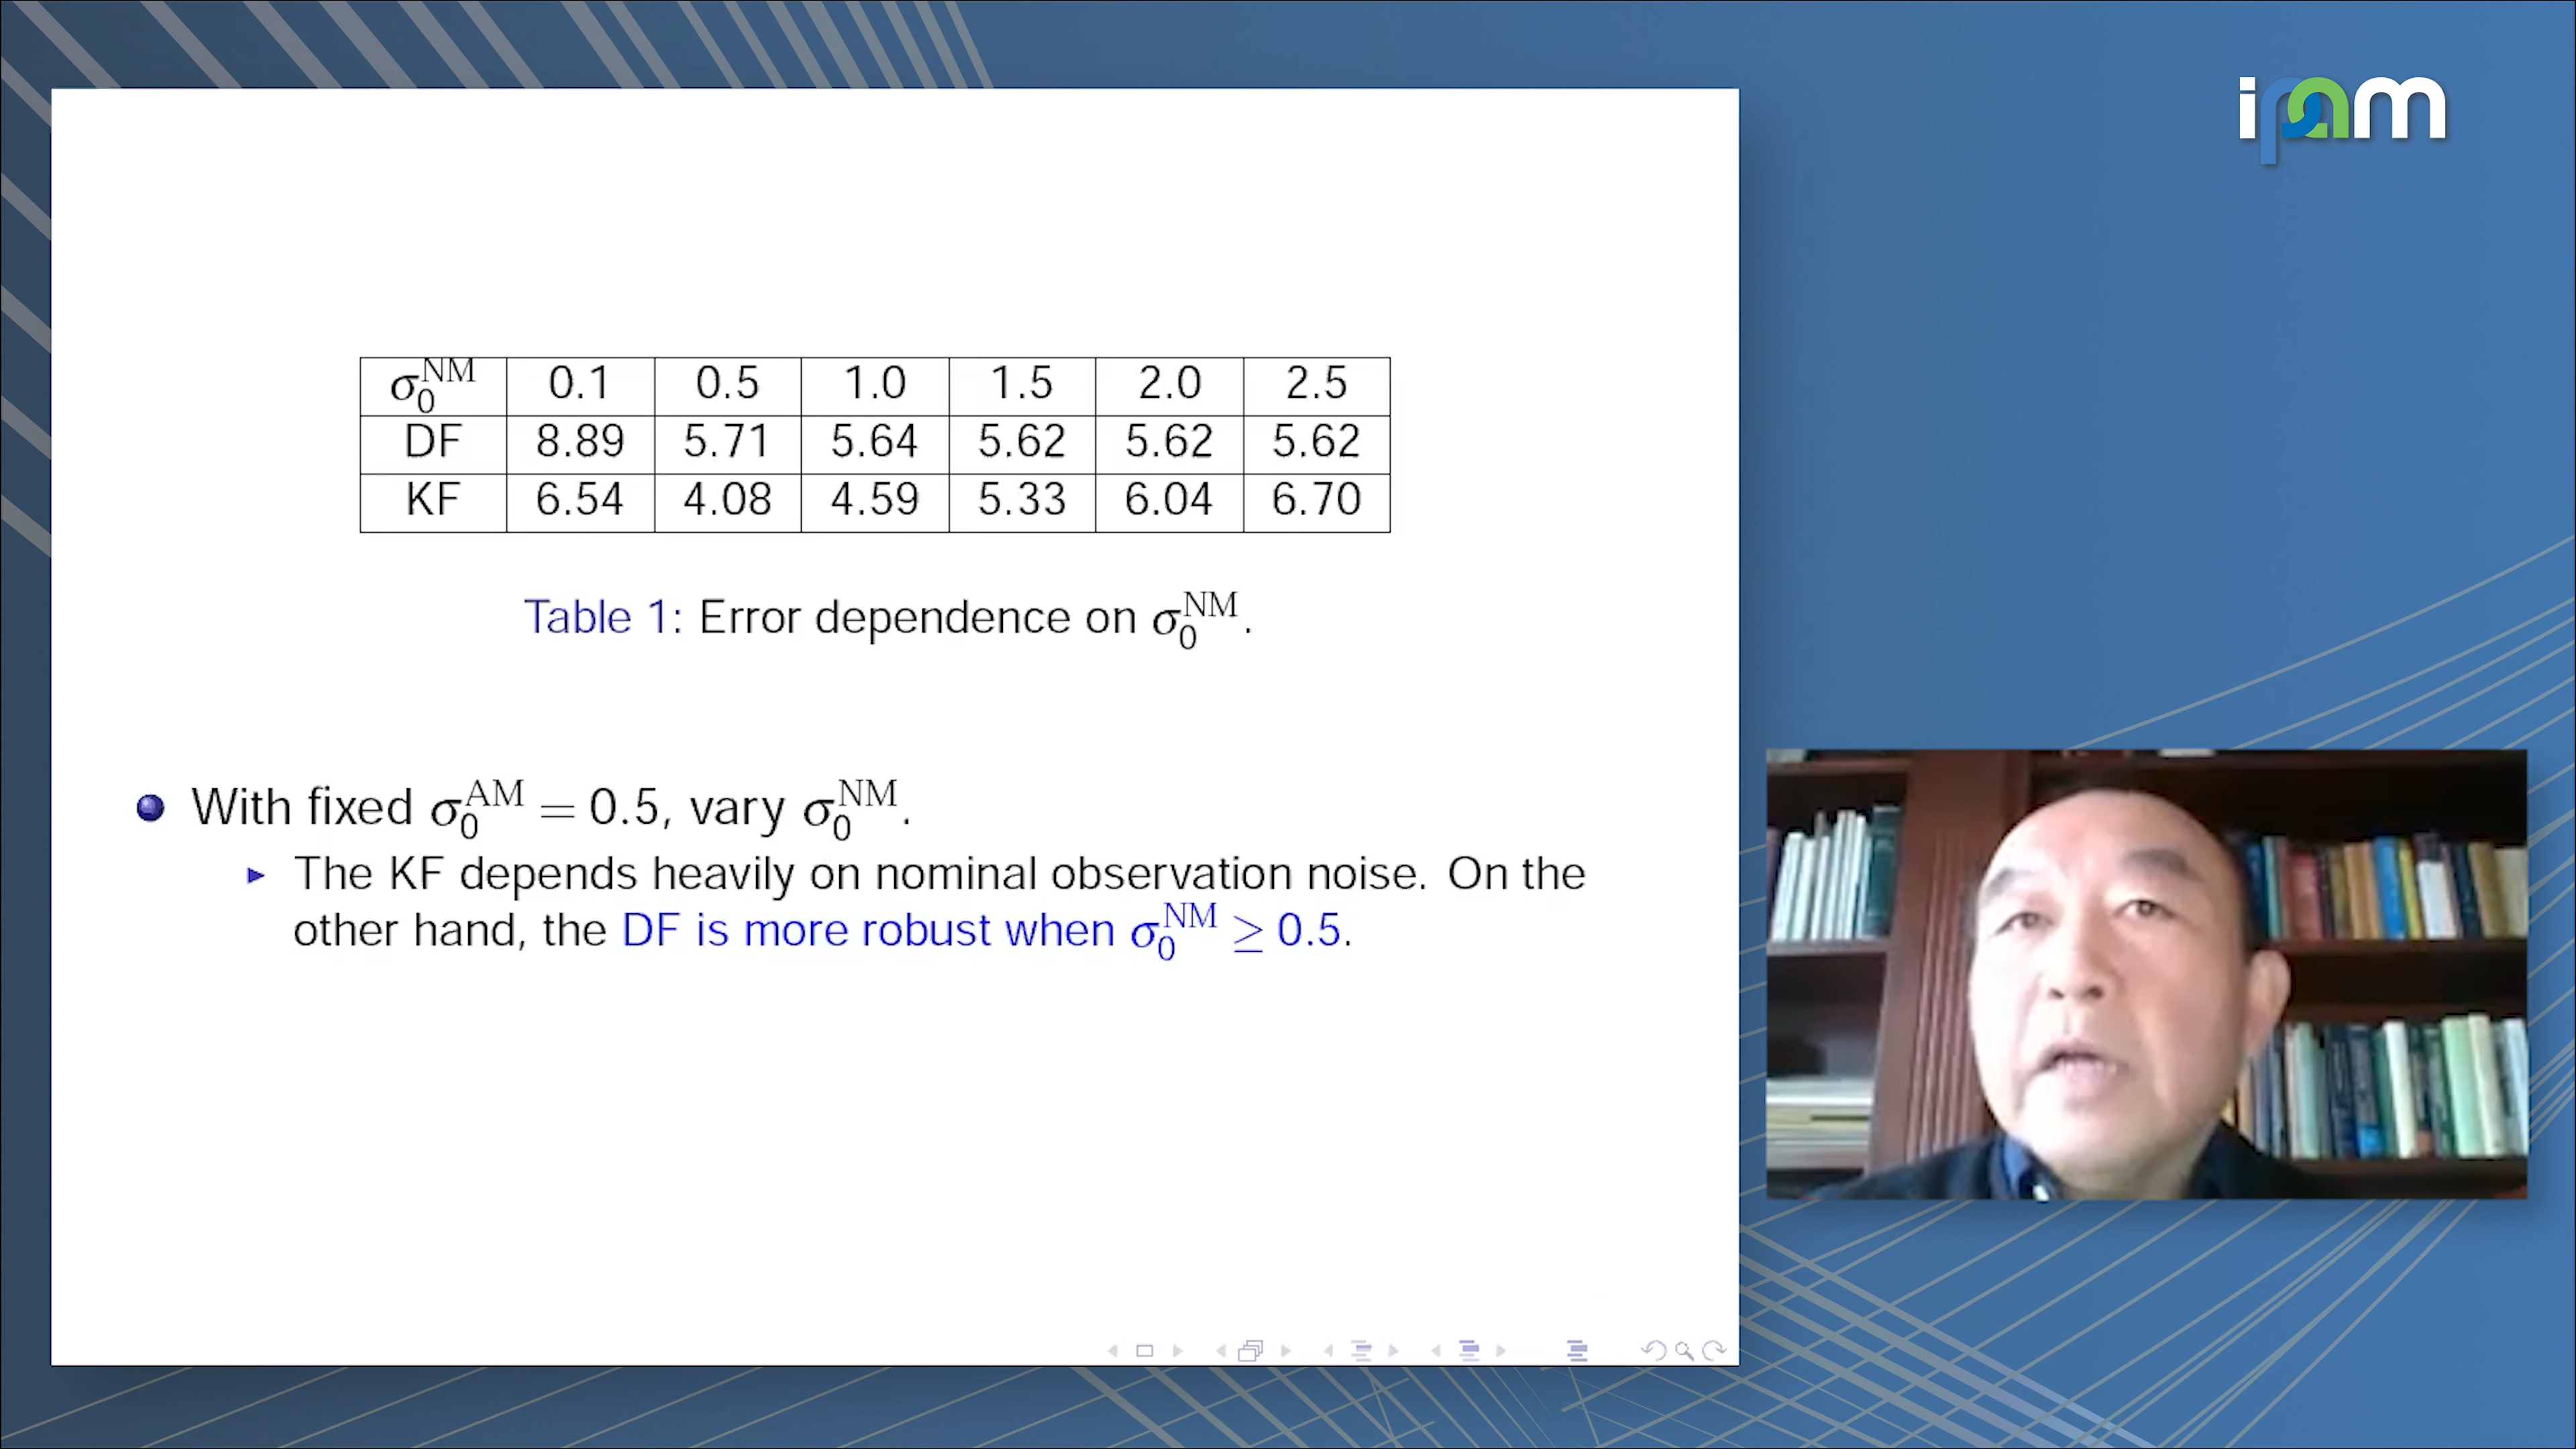 ipam
σ₀ᴺᴹ 0.1 0.5 1.0 1.5 2.0 2.5
DF 8.89 5.71 5.64 5.62 5.62 5.62
KF 6.54 4.08 4.59 5.33 6.04 6.70
Table 1: Error dependence on σ₀ᴺᴹ.
With fixed σ₀ᴬᴹ = 0.5, vary σ₀ᴺᴹ.
The KF depends heavily on nominal observation noise. On the
other hand, the DF is more robust when σ₀ᴺᴹ ≥ 0.5.